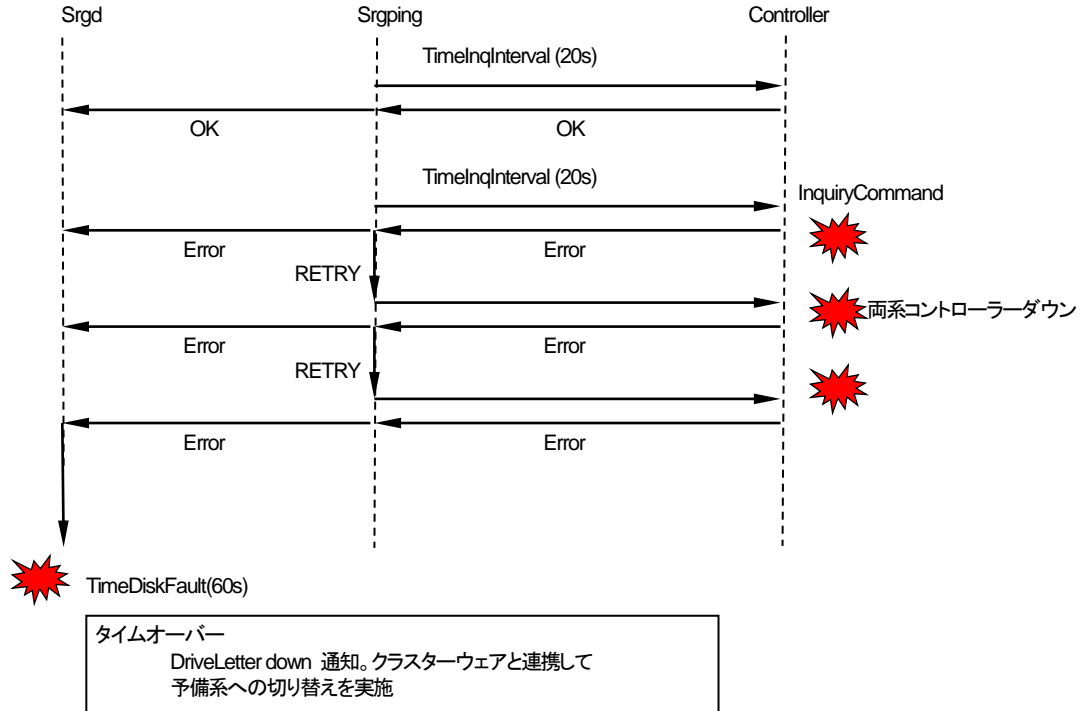 Srgd
Srgping
Controller
TimeInqInterval (20s)
OK
OK
TimeInqInterval (20s)
InquiryCommand
Error
Error
RETRY
両系コントローラーダウン
Error
Error
RETRY
Error
Error
TimeDiskFault(60s)
タイムオーバー
DriveLetter down 通知。クラスターウェアと連携して
予備系への切り替えを実施